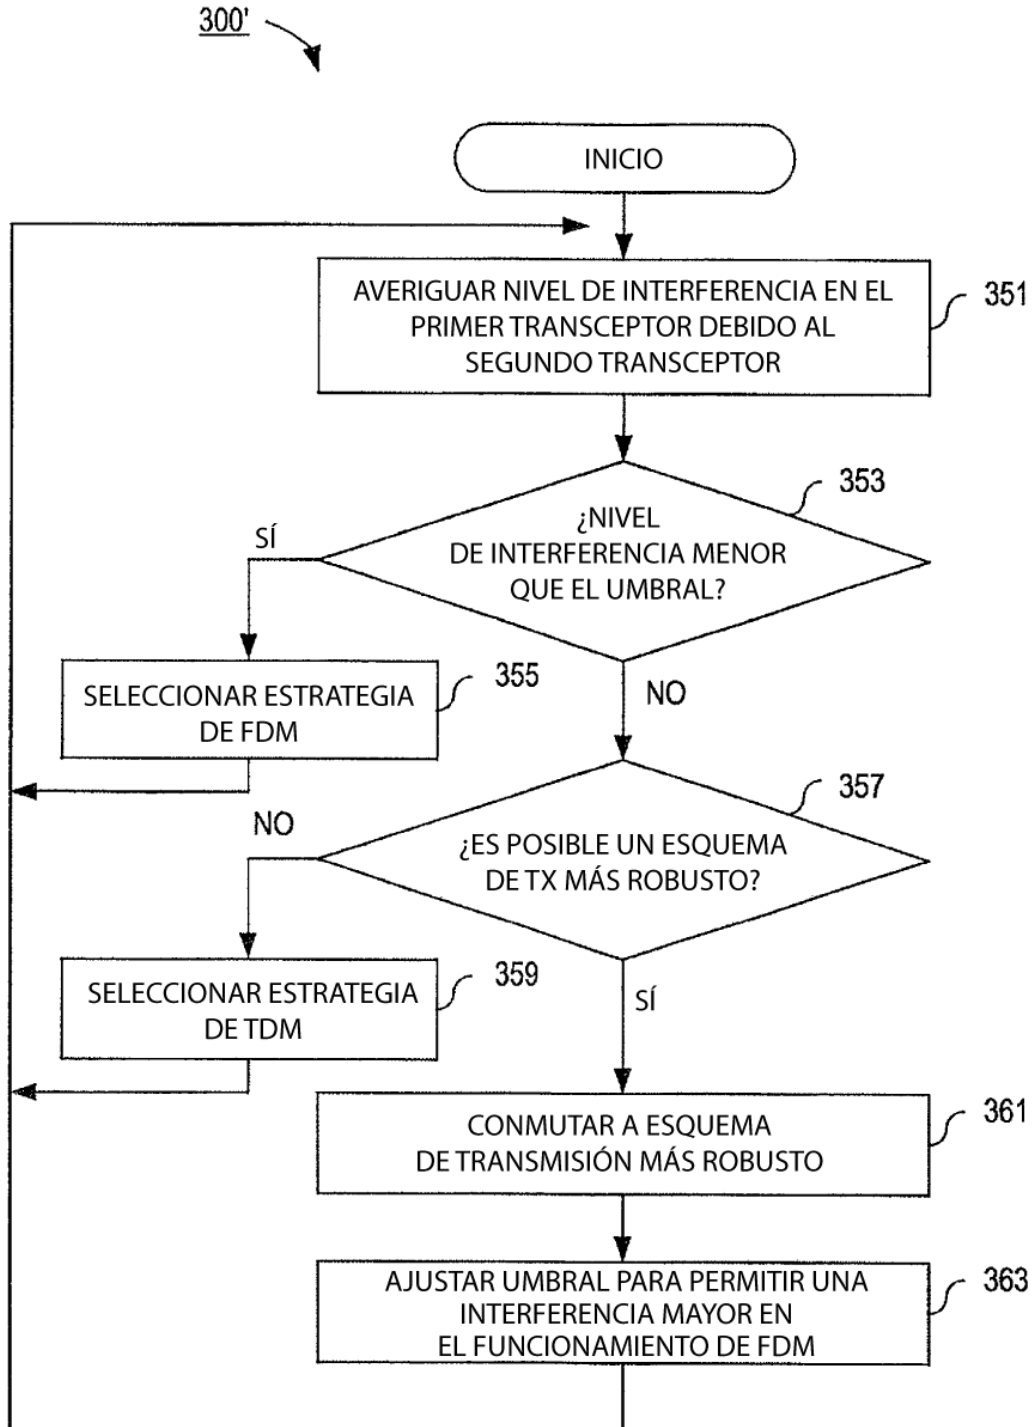 300'
INICIO
AVERIGUAR NIVEL DE INTERFERENCIA EN EL
PRIMER TRANSCEPTOR DEBIDO AL
SEGUNDO TRANSCEPTOR
351
353
¿NIVEL
DE INTERFERENCIA MENOR
QUE EL UMBRAL?
SÍ
355
SELECCIONAR ESTRATEGIA
DE FDM
NO
357
¿ES POSIBLE UN ESQUEMA
DE TX MÁS ROBUSTO?
NO
359
SELECCIONAR ESTRATEGIA
DE TDM
SÍ
361
CONMUTAR A ESQUEMA
DE TRANSMISIÓN MÁS ROBUSTO
363
AJUSTAR UMBRAL PARA PERMITIR UNA
INTERFERENCIA MAYOR EN
EL FUNCIONAMIENTO DE FDM